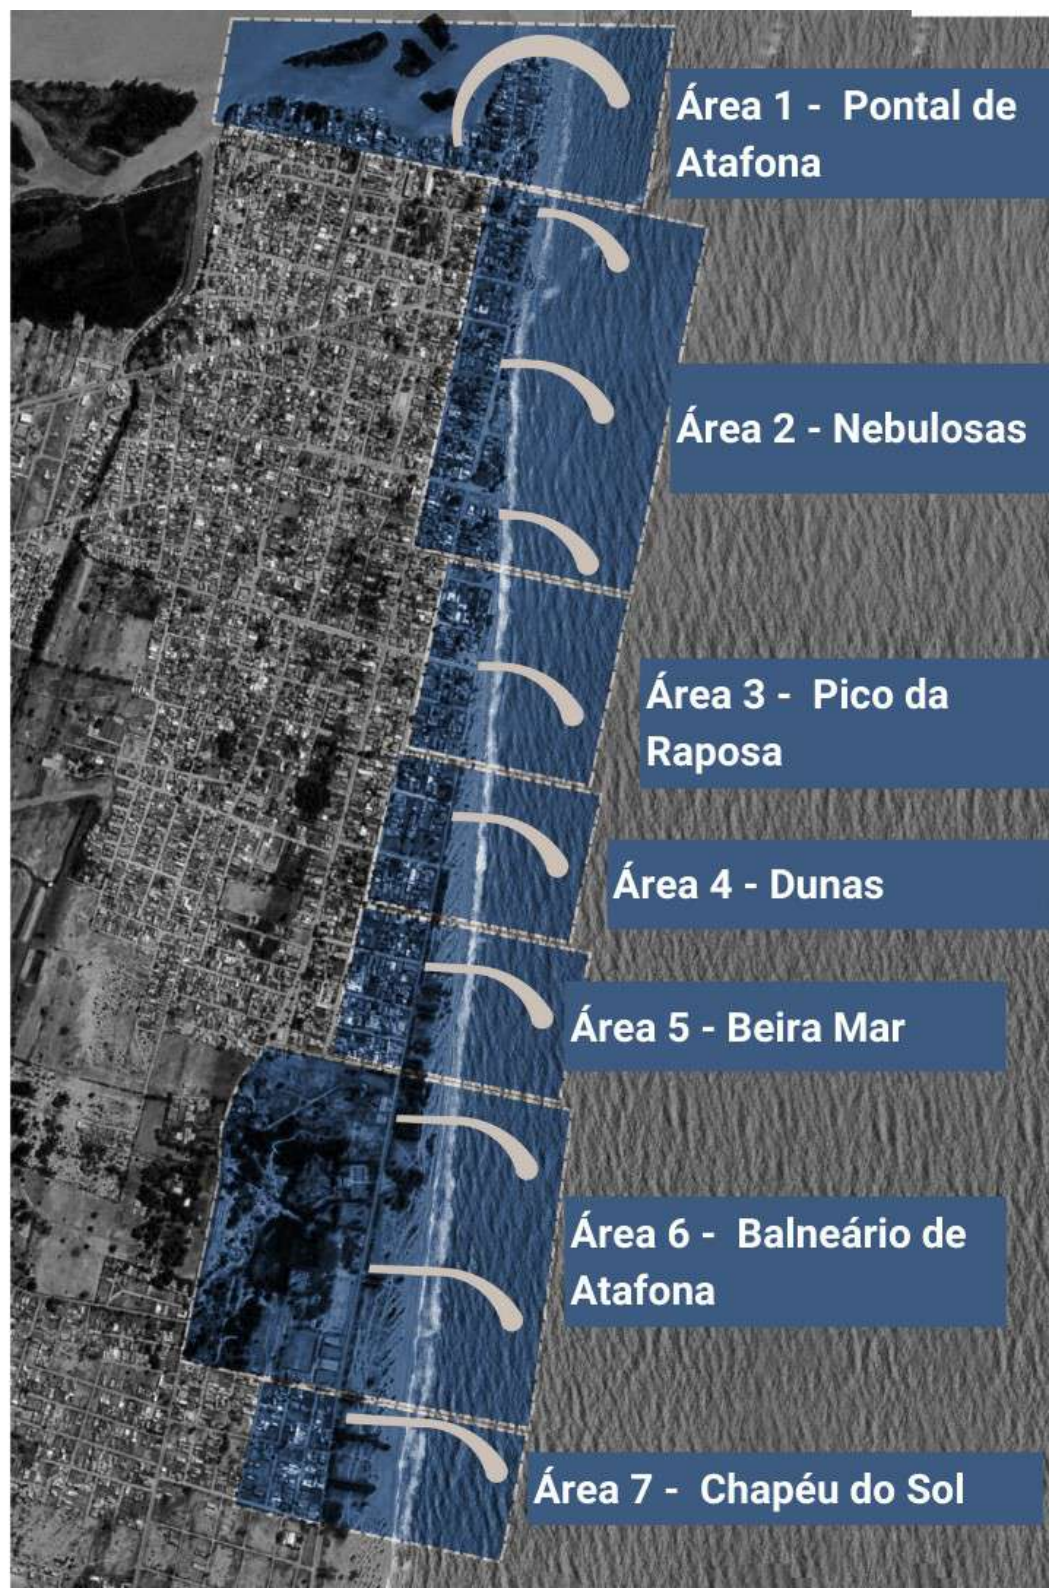 Área 1 - Pontal de
Atafona
Área 2 - Nebulosas
Área 3 - Pico da
Raposa
Área 4 - Dunas
Área 5 - Beira Mar
Área 6 - Balneário de
Atafona
Área 7 - Chapéu do Sol